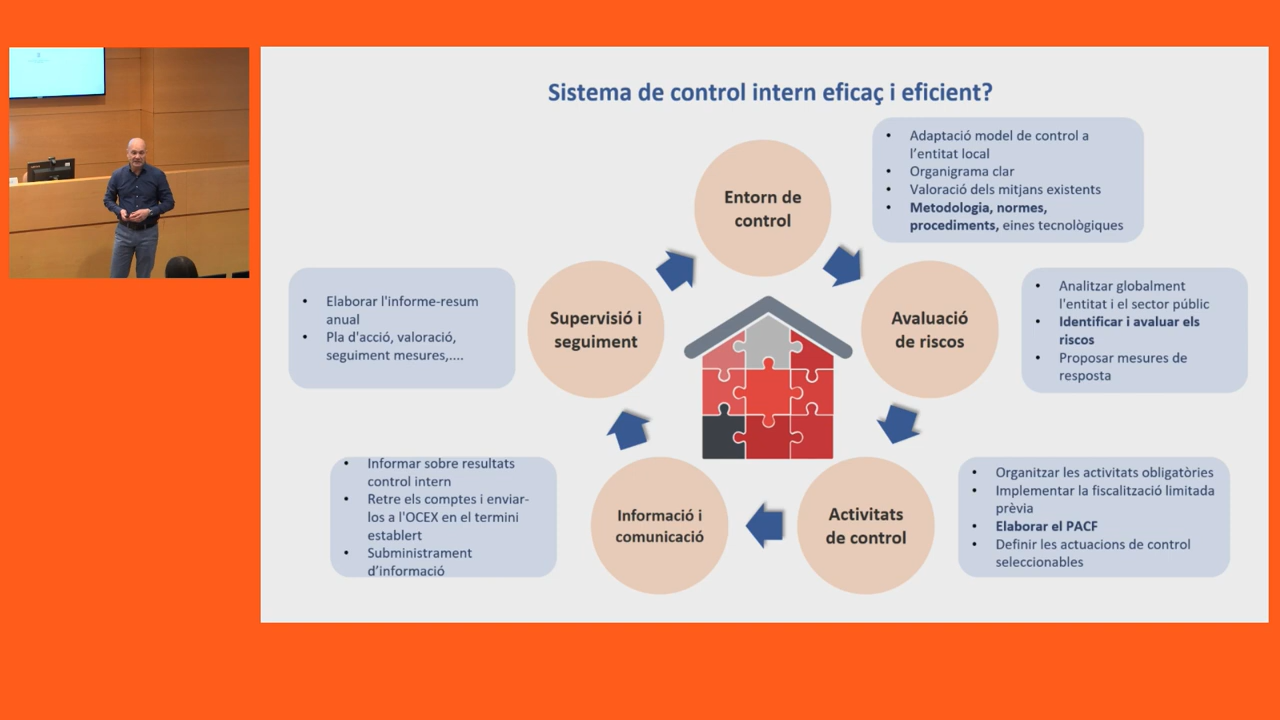 Sistema de control intern eficaç i eficient?
Entorn de
control
• Adaptació model de control a
l’entitat local
• Organigrama clar
• Valoració dels mitjans existents
• Metodologia, normes,
procediments, eines tecnològiques
Avaluació
de riscos
• Analitzar globalment
l'entitat i el sector públic
• Identificar i avaluar els
riscos
• Proposar mesures de
resposta
Activitats
de control
• Organitzar les activitats obligatòries
• Implementar la fiscalització limitada
prèvia
• Elaborar el PACF
• Definir les actuacions de control
seleccionables
Informació i
comunicació
• Informar sobre resultats
control intern
• Retre els comptes i enviar-
los a l'OCEX en el termini
establert
• Subministrament
d’informació
Supervisió i
seguiment
• Elaborar l'informe-resum
anual
• Pla d'acció, valoració,
seguiment mesures,....